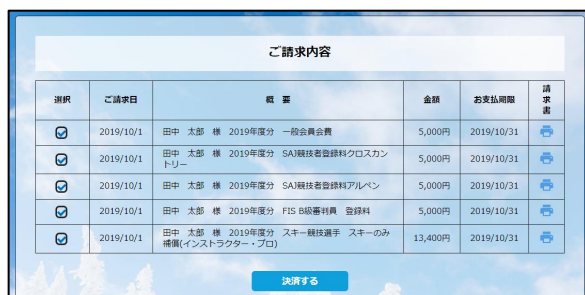 ご請求内容
選択 ご請求日 概 要 金額 お支払期限 請求書
2019/10/1 田中 太郎 様 2019年度分 一般会員会費 5,000円 2019/10/31
2019/10/1 田中 太郎 様 2019年度分 SAJ競技者登録料クロスカン
トリー 5,000円 2019/10/31
2019/10/1 田中 太郎 様 2019年度分 SAJ競技者登録料アルペン 5,000円 2019/10/31
2019/10/1 田中 太郎 様 2019年度分 FIS B級審判員 登録料 5,000円 2019/10/31
2019/10/1 田中 太郎 様 2019年度分 スキー競技選手 スキーのみ
補償(インストラクター・プロ) 13,400円 2019/10/31
決済する